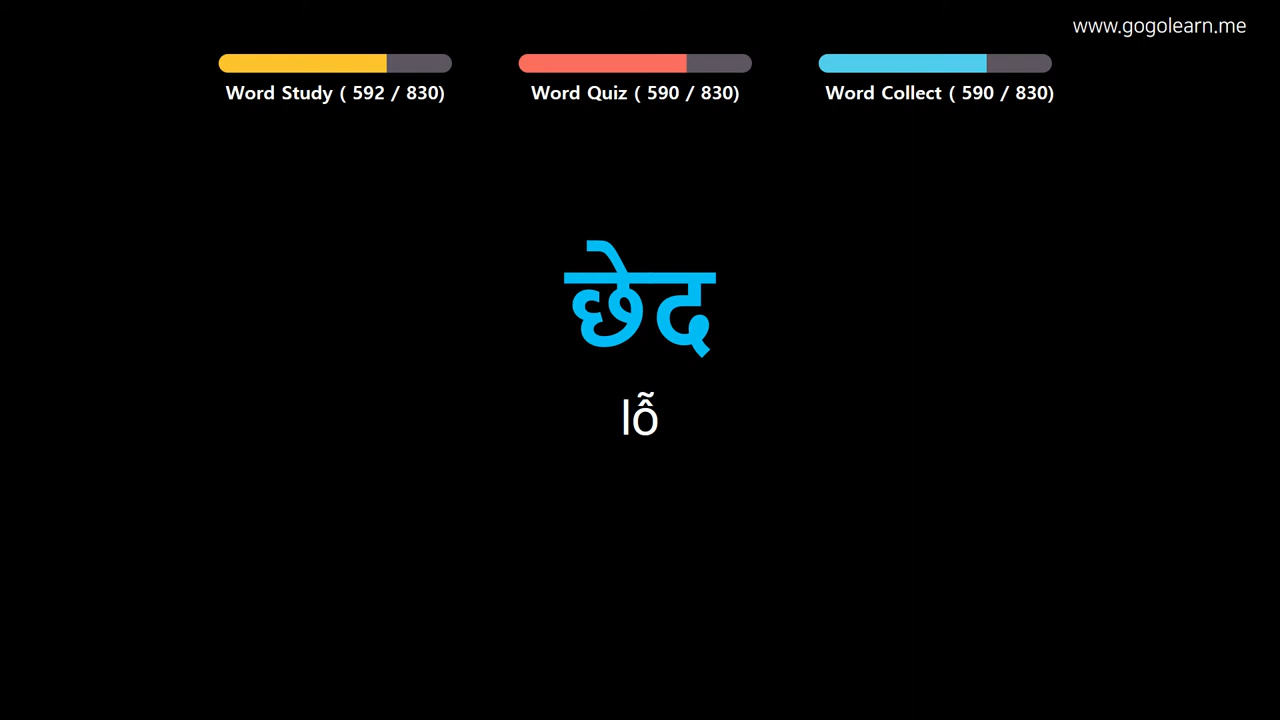 www.gogolearn.me
Word Study ( 592 / 830)
Word Quiz ( 590 / 830)
Word Collect ( 590 / 830)
छेद
lỗ